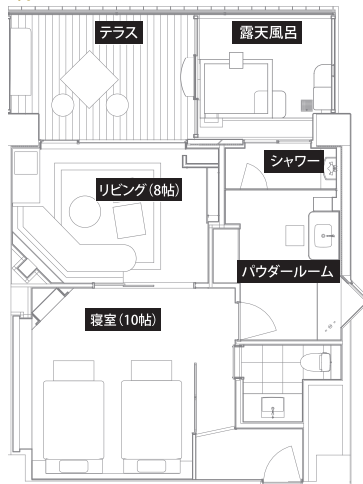 テラス
露天風呂
シャワー
リビング(8帖)
パウダールーム
寝室(10帖)